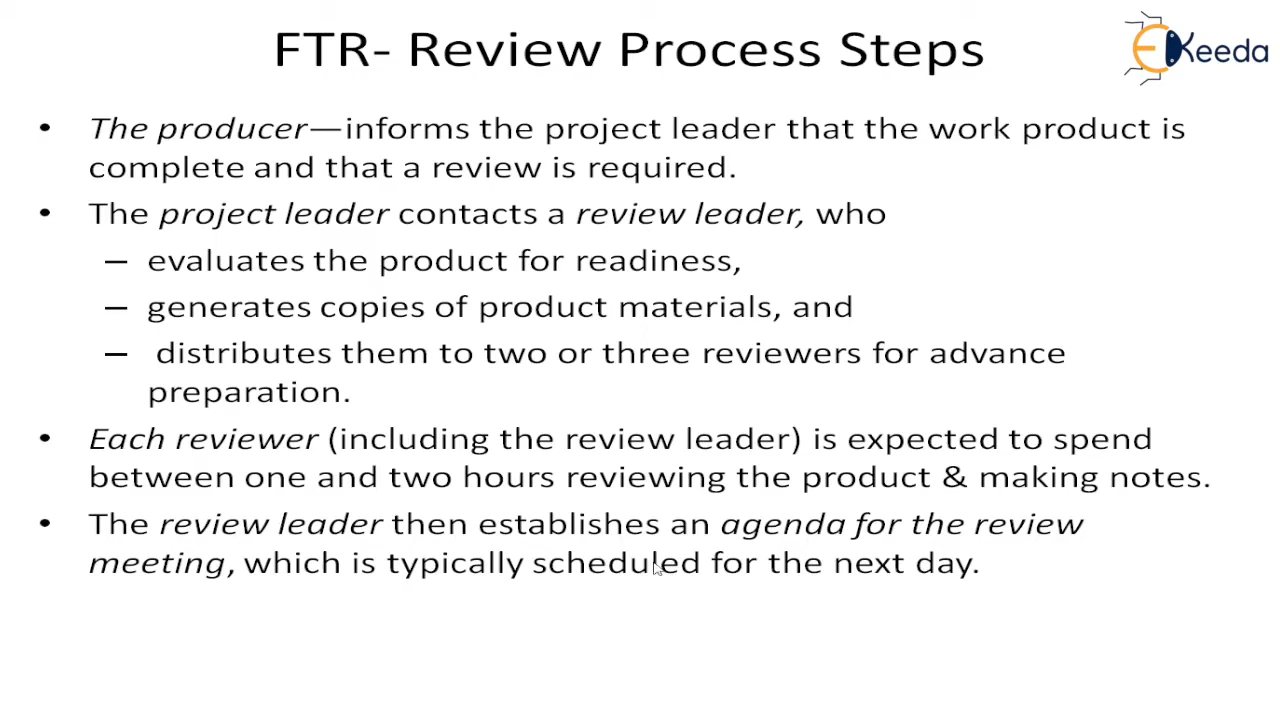 FTR- Review Process Steps
EKeeda
• The producer—informs the project leader that the work product is
complete and that a review is required.
• The project leader contacts a review leader, who
– evaluates the product for readiness,
– generates copies of product materials, and
– distributes them to two or three reviewers for advance
preparation.
• Each reviewer (including the review leader) is expected to spend
between one and two hours reviewing the product & making notes.
• The review leader then establishes an agenda for the review
meeting, which is typically scheduled for the next day.